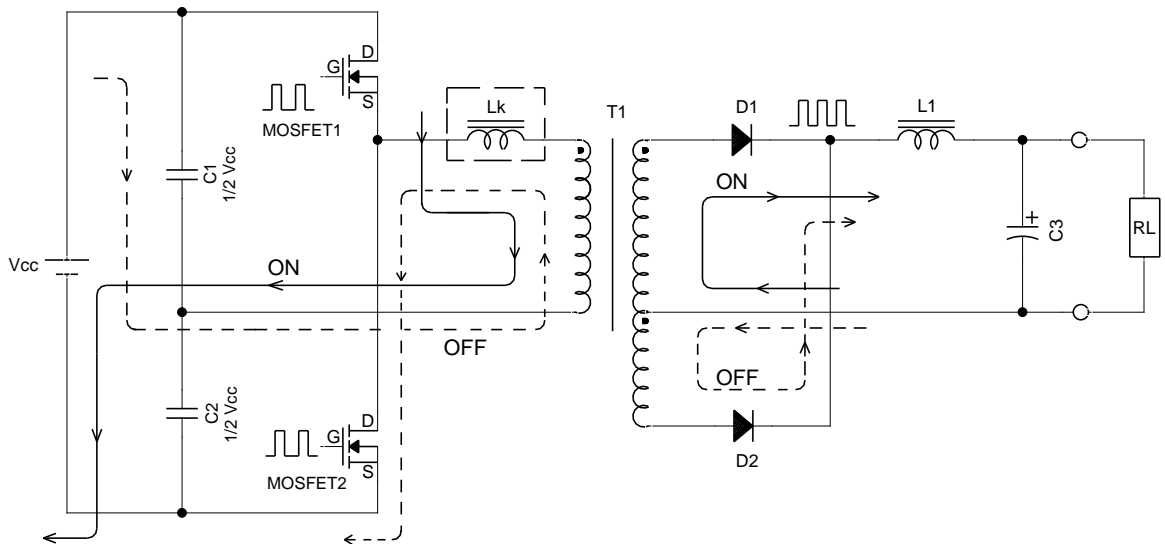 D
G
S
MOSFET1
Lk
T1
D1
L1
C1
1/2 Vcc
ON
ON
C3
RL
Vcc
ON
OFF
OFF
C2
1/2 Vcc
D
G
S
MOSFET2
D2